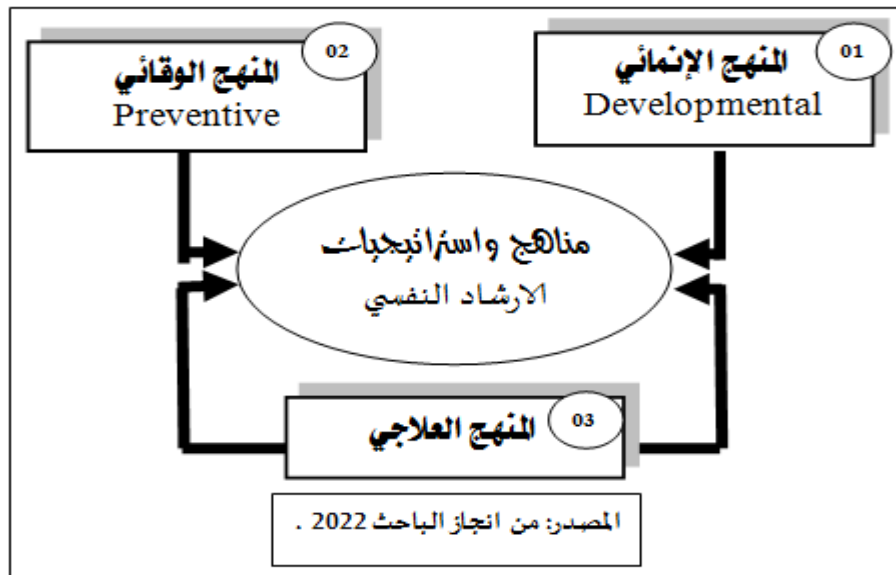 01
المنهج الإنمائي
Developmental
02
المنهج الوقائي
Preventive
مناهج واستراتيجيات
الارشاد النفسي
03
المنهج العلاجي
المصدر: من انجاز الباحث 2022 .